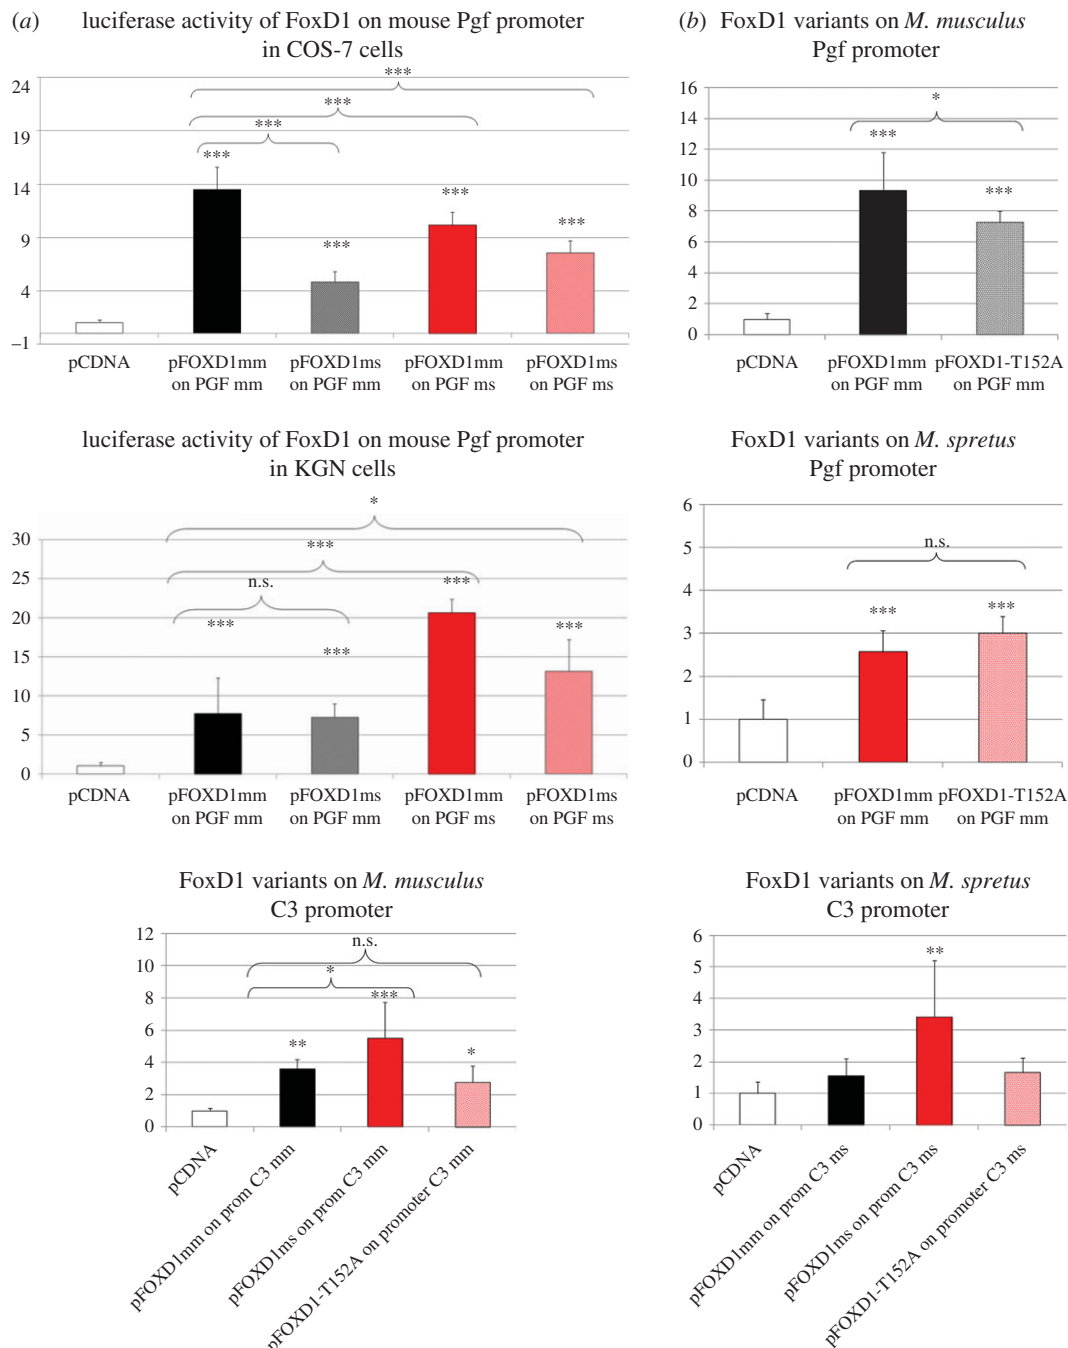 (a) luciferase activity of FoxD1 on mouse Pgf promoter
in COS-7 cells
24
19
14
9
4
–1
***
***
***
***
***
***
***
pCDNA
pFOXD1mm
on PGF mm
pFOXD1ms
on PGF mm
pFOXD1mm
on PGF ms
pFOXD1ms
on PGF ms
(b) FoxD1 variants on M. musculus
Pgf promoter
16
14
12
10
8
6
4
2
0
*
***
***
pCDNA
pFOXD1mm
on PGF mm
pFOXD1-T152A
on PGF mm
luciferase activity of FoxD1 on mouse Pgf promoter
in KGN cells
30
25
20
15
10
5
0
*
***
n.s.
***
***
***
***
pCDNA
pFOXD1mm
on PGF mm
pFOXD1ms
on PGF mm
pFOXD1mm
on PGF ms
pFOXD1ms
on PGF ms
FoxD1 variants on M. spretus
Pgf promoter
6
5
4
3
2
1
0
n.s.
***
***
pCDNA
pFOXD1mm
on PGF mm
pFOXD1-T152A
on PGF mm
FoxD1 variants on M. musculus
C3 promoter
12
10
8
6
4
2
0
n.s.
*
***
**
*
pCDNA
pFOXD1mm on prom C3 mm
pFOXD1ms on prom C3 mm
pFOXD1-T152A on promoter C3 mm
FoxD1 variants on M. spretus
C3 promoter
6
5
4
3
2
1
0
**
pCDNA
pFOXD1mm on prom C3 ms
pFOXD1ms on prom C3 ms
pFOXD1-T152A on promoter C3 ms